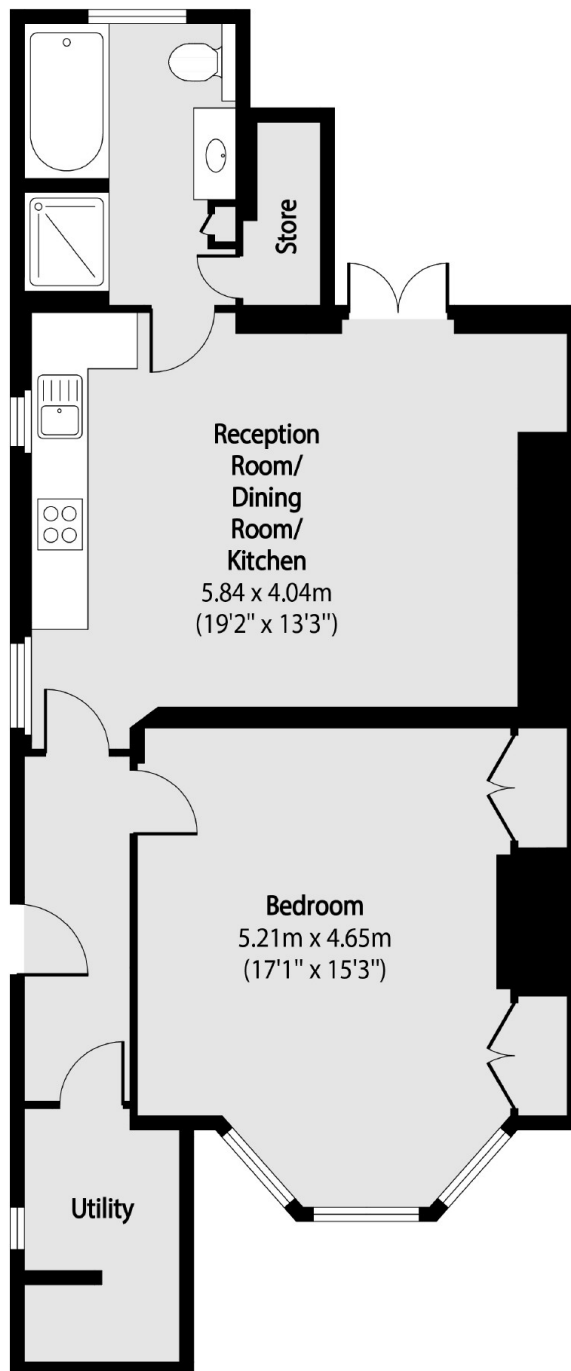 Store
Reception
Room/
Dining
Room/
Kitchen
5.84 x 4.04m
(19'2" x 13'3")
Bedroom
5.21m x 4.65m
(17'1" x 15'3")
Utility